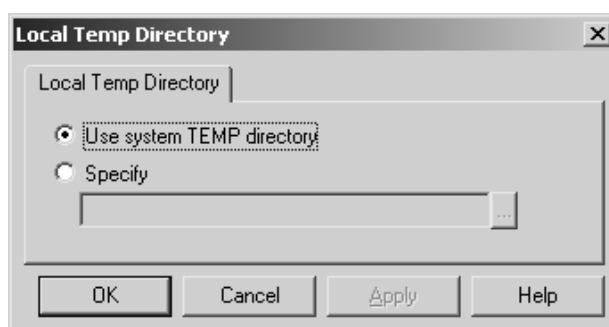 Local Temp Directory
Local Temp Directory
Use system TEMP directory
Specify
...
OK Cancel Apply Help